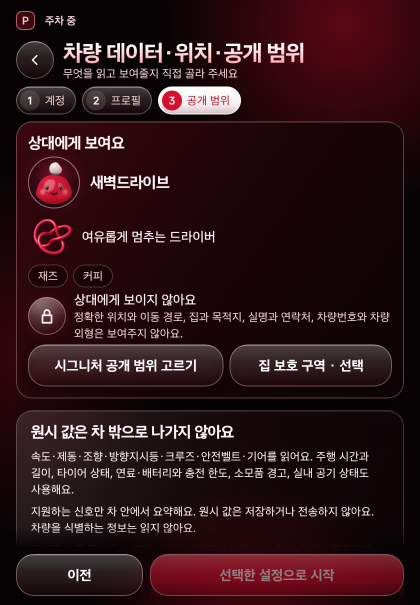 P 주차 중
차량 데이터·위치·공개 범위
무엇을 읽고 보여줄지 직접 골라 주세요
1 계정 2 프로필 3 공개 범위
상대에게 보여요
새벽드라이브
여유롭게 멈추는 드라이버
재즈 커피
상대에게 보이지 않아요
정확한 위치와 이동 경로, 집과 목적지, 실명과 연락처, 차량번호와 차량
외형은 보여주지 않아요.
시그니처 공개 범위 고르기 집 보호 구역 · 선택
원시 값은 차 밖으로 나가지 않아요
속도·제동·조향·방향지시등·크루즈·안전벨트·기어를 읽어요. 주행 시간과
길이, 타이어 상태, 연료·배터리와 충전 한도, 소모품 경고, 실내 공기 상태도
사용해요.
지원하는 신호만 차 안에서 요약해요. 원시 값은 저장하거나 전송하지 않아요.
차량을 식별하는 정보는 읽지 않아요.
이전 선택한 설정으로 시작